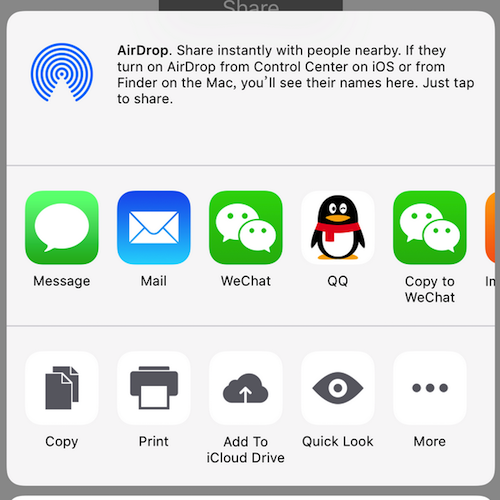 Share
AirDrop. Share instantly with people nearby. If they
turn on AirDrop from Control Center on iOS or from
Finder on the Mac, you’ll see their names here. Just tap
to share.
Message
Mail
WeChat
QQ
Copy to
WeChat
Copy
Print
Add To
iCloud Drive
Quick Look
More